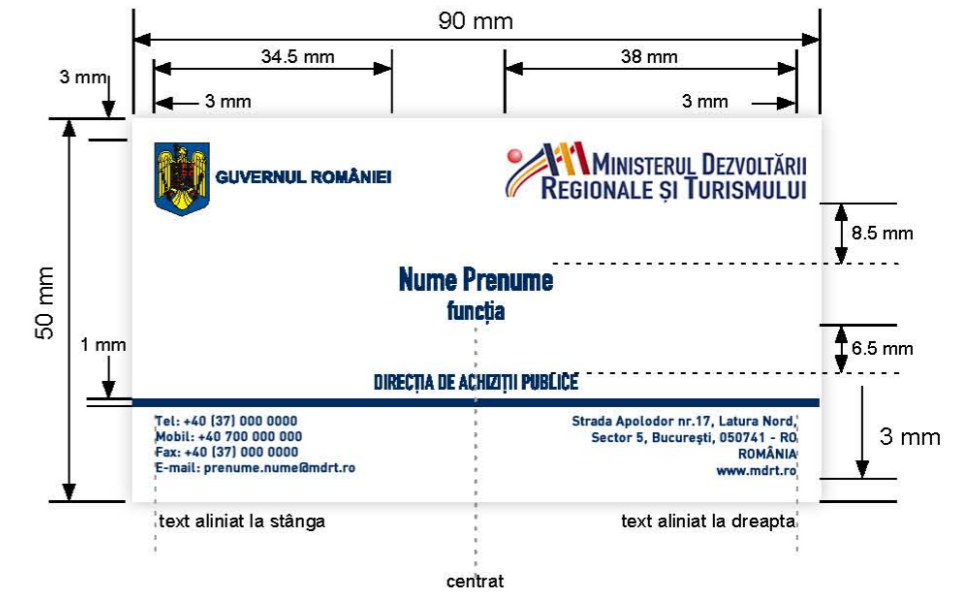 90 mm
34.5 mm
38 mm
3 mm
3 mm
3 mm
GUVERNUL ROMÂNIEI
MINISTERUL DEZVOLTĂRII
REGIONALE ȘI TURISMULUI
8.5 mm
Nume Prenume
funcția
50 mm
1 mm
6.5 mm
DIRECȚIA DE ACHIZIȚII PUBLICE
Tel: +40 (37) 000 0000
Mobil: +40 700 000 000
Fax: +40 (37) 000 0000
E-mail: prenume.nume@mdrt.ro
Strada Apolodor nr.17, Latura Nord,
Sector 5, București, 050741 - RO
ROMÂNIA
www.mdrt.ro
3 mm
text aliniat la stânga
text aliniat la dreapta
centrat